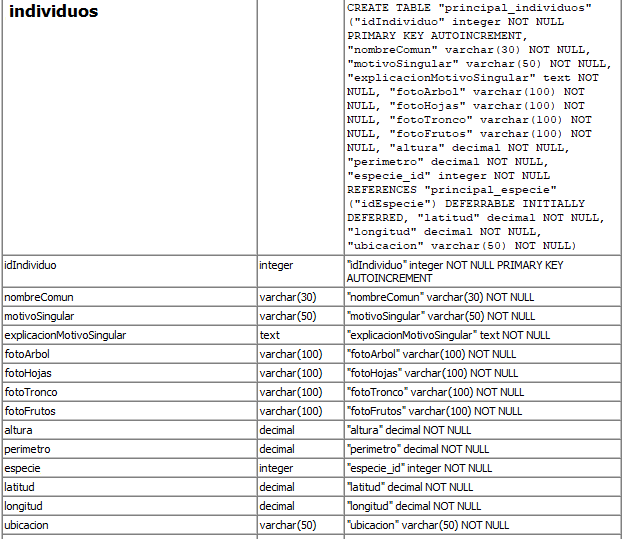 individuos
CREATE TABLE "principal_individuos"
("idIndividuo" integer NOT NULL
PRIMARY KEY AUTOINCREMENT,
"nombreComun" varchar(30) NOT NULL,
"motivoSingular" varchar(50) NOT NULL,
"explicacionMotivoSingular" text NOT
NULL, "fotoArbol" varchar(100) NOT
NULL, "fotoHojas" varchar(100) NOT
NULL, "fotoTronco" varchar(100) NOT
NULL, "fotoFrutos" varchar(100) NOT
NULL, "altura" decimal NOT NULL,
"perimetro" decimal NOT NULL,
"especie_id" integer NOT NULL
REFERENCES "principal_especie"
("idEspecie") DEFERRABLE INITIALLY
DEFERRED, "latitud" decimal NOT NULL,
"longitud" decimal NOT NULL,
"ubicacion" varchar(50) NOT NULL)
idIndividuo integer "idIndividuo" integer NOT NULL PRIMARY KEY
AUTOINCREMENT
nombreComun varchar(30) "nombreComun" varchar(30) NOT NULL
motivoSingular varchar(50) "motivoSingular" varchar(50) NOT NULL
explicacionMotivoSingular text "explicacionMotivoSingular" text NOT NULL
fotoArbol varchar(100) "fotoArbol" varchar(100) NOT NULL
fotoHojas varchar(100) "fotoHojas" varchar(100) NOT NULL
fotoTronco varchar(100) "fotoTronco" varchar(100) NOT NULL
fotoFrutos varchar(100) "fotoFrutos" varchar(100) NOT NULL
altura decimal "altura" decimal NOT NULL
perimetro decimal "perimetro" decimal NOT NULL
especie integer "especie_id" integer NOT NULL
latitud decimal "latitud" decimal NOT NULL
longitud decimal "longitud" decimal NOT NULL
ubicacion varchar(50) "ubicacion" varchar(50) NOT NULL